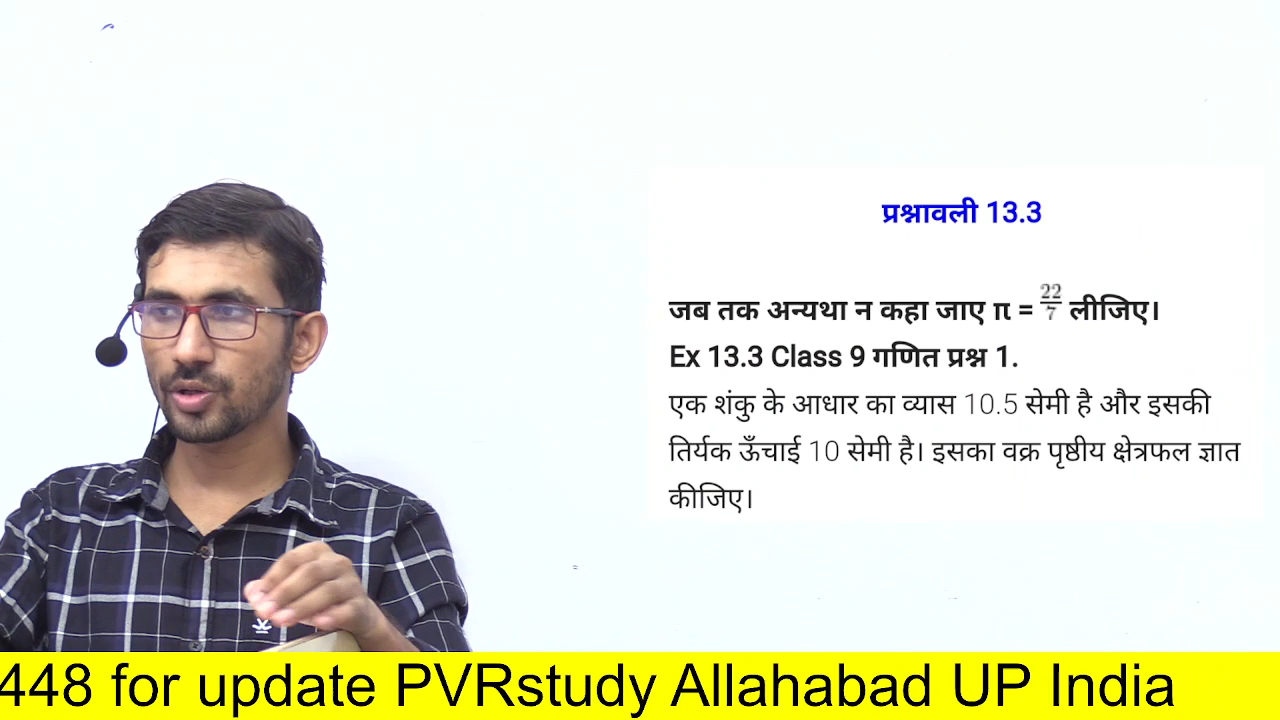 प्रश्नावली 13.3
जब तक अन्यथा न कहा जाए π = 22/7 लीजिए।
Ex 13.3 Class 9 गणित प्रश्न 1.
एक शंकु के आधार का व्यास 10.5 सेमी है और इसकी
तिर्यक ऊँचाई 10 सेमी है। इसका वक्र पृष्ठीय क्षेत्रफल ज्ञात
कीजिए।
448 for update PVRstudy Allahabad UP India